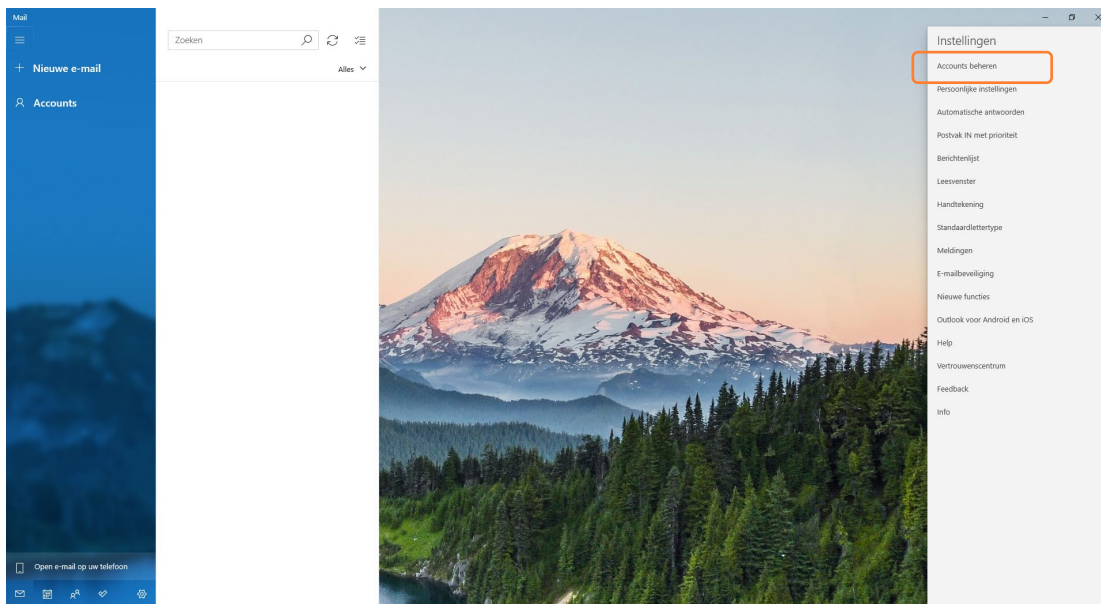 Mail
Nieuwe e-mail
Accounts
Open e-mail op uw telefoon
Zoeken
Alles
Instellingen
Accounts beheren
Persoonlijke instellingen
Automatische antwoorden
Postvak IN met prioriteit
Berichtenlijst
Leesvenster
Handtekening
Standaardlettertype
Meldingen
E-mailbeveiliging
Nieuwe functies
Outlook voor Android en iOS
Help
Vertrouwenscentrum
Feedback
Info